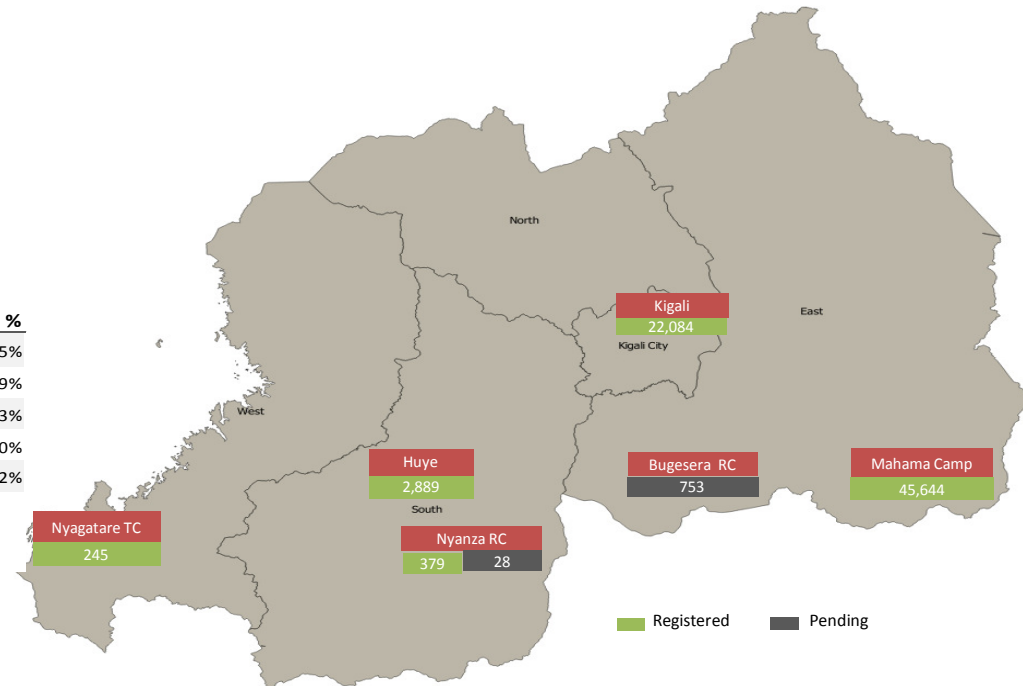 North
Kigali
22,084
Kigali City
East
%
5%
9%
3%
0%
2%
West
Huye
2,889
South
Bugesera RC
753
Mahama Camp
45,644
Nyagatare TC
245
Nyanza RC
379 28
Registered Pending